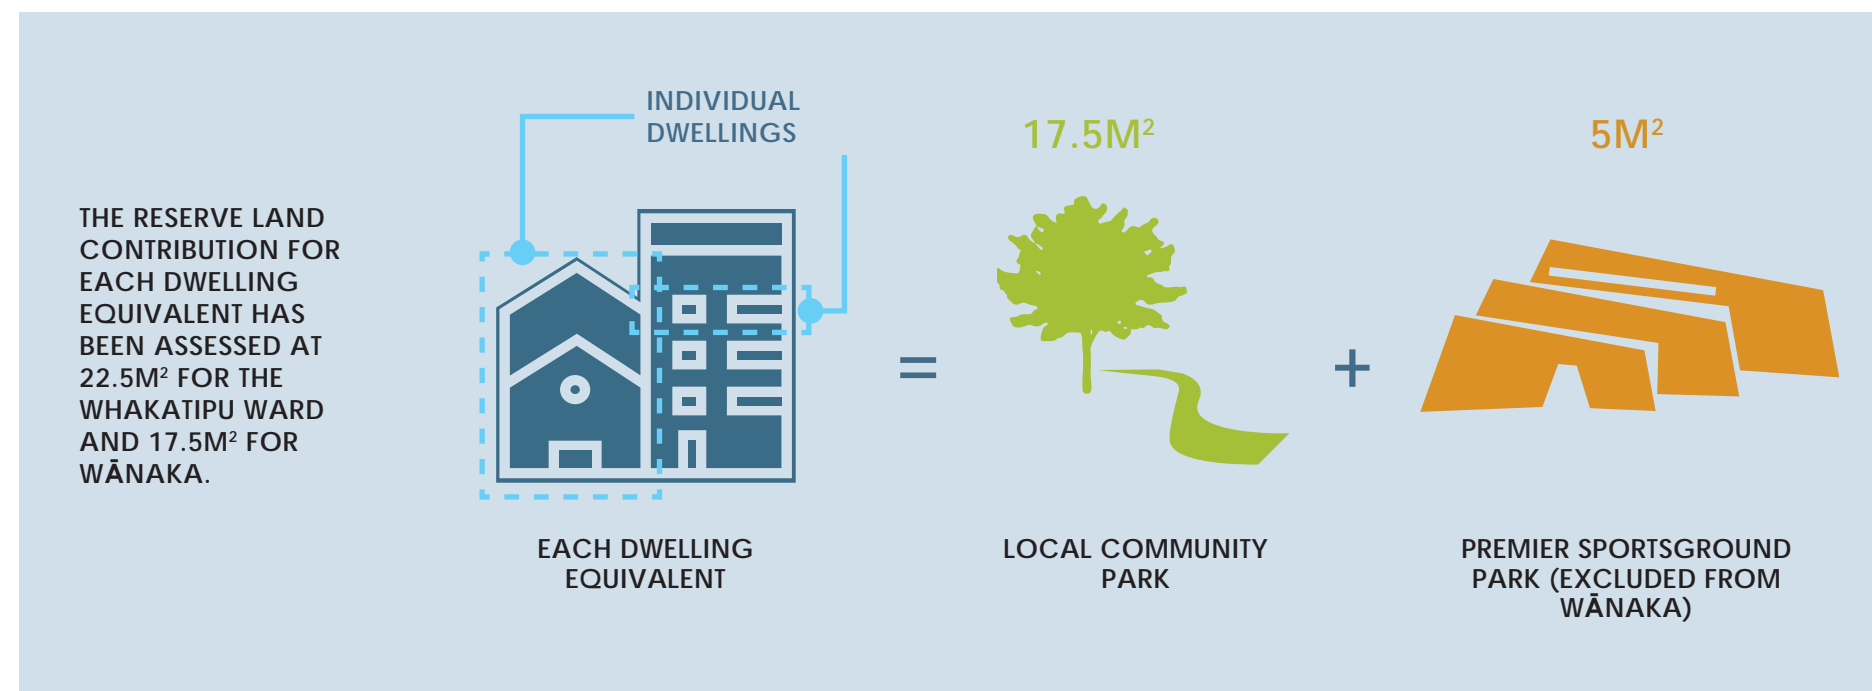 THE RESERVE LAND
CONTRIBUTION FOR
EACH DWELLING
EQUIVALENT HAS
BEEN ASSESSED AT
22.5M² FOR THE
WHAKATIPU WARD
AND 17.5M² FOR
WĀNAKA.
INDIVIDUAL
DWELLINGS
EACH DWELLING
EQUIVALENT
=
17.5M²
LOCAL COMMUNITY
PARK
+
5M²
PREMIER SPORTSGROUND
PARK (EXCLUDED FROM
WĀNAKA)